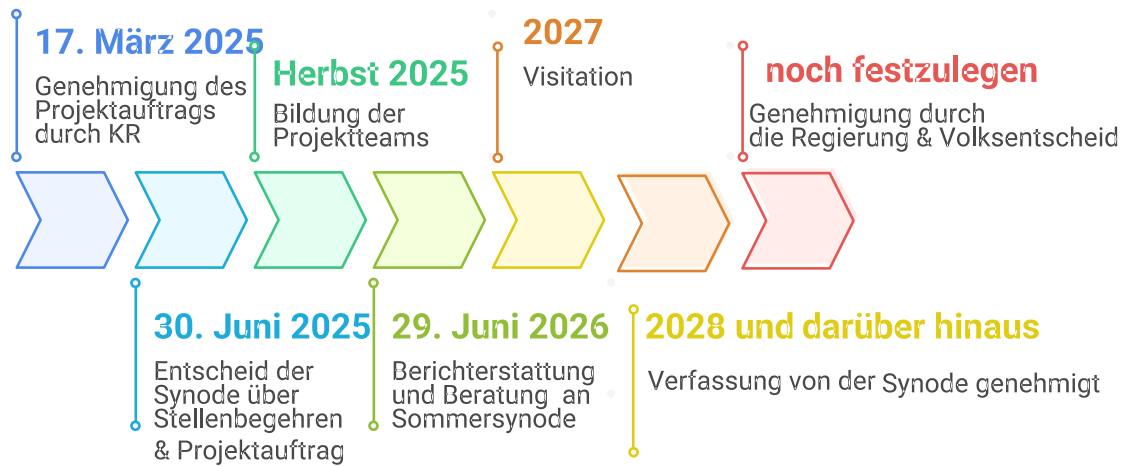 17. März 2025
Genehmigung des
Projektauftrags
durch KR
30. Juni 2025
Entscheid der
Synode über
Stellenbegehren
& Projektauftrag
Herbst 2025
Bildung der
Projektteams
29. Juni 2026
Berichterstattung
und Beratung an
Sommersynode
2027
Visitation
2028 und darüber hinaus
Verfassung von der Synode genehmigt
noch festzulegen
Genehmigung durch
die Regierung & Volksentscheid